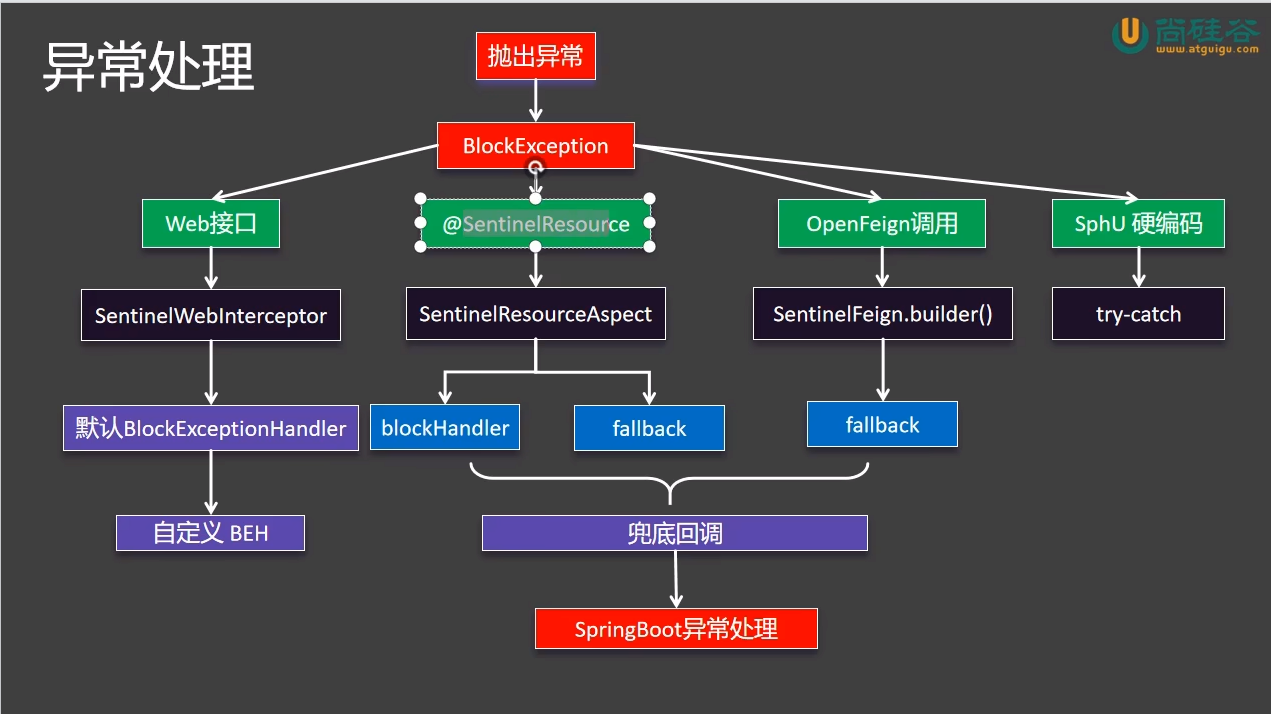 异常处理
尚硅谷
www.atguigu.com
抛出异常
BlockException
Web接口
@SentinelResource
OpenFeign调用
SphU 硬编码
SentinelWebInterceptor
SentinelResourceAspect
SentinelFeign.builder()
try-catch
默认BlockExceptionHandler
blockHandler
fallback
fallback
自定义 BEH
兜底回调
SpringBoot异常处理